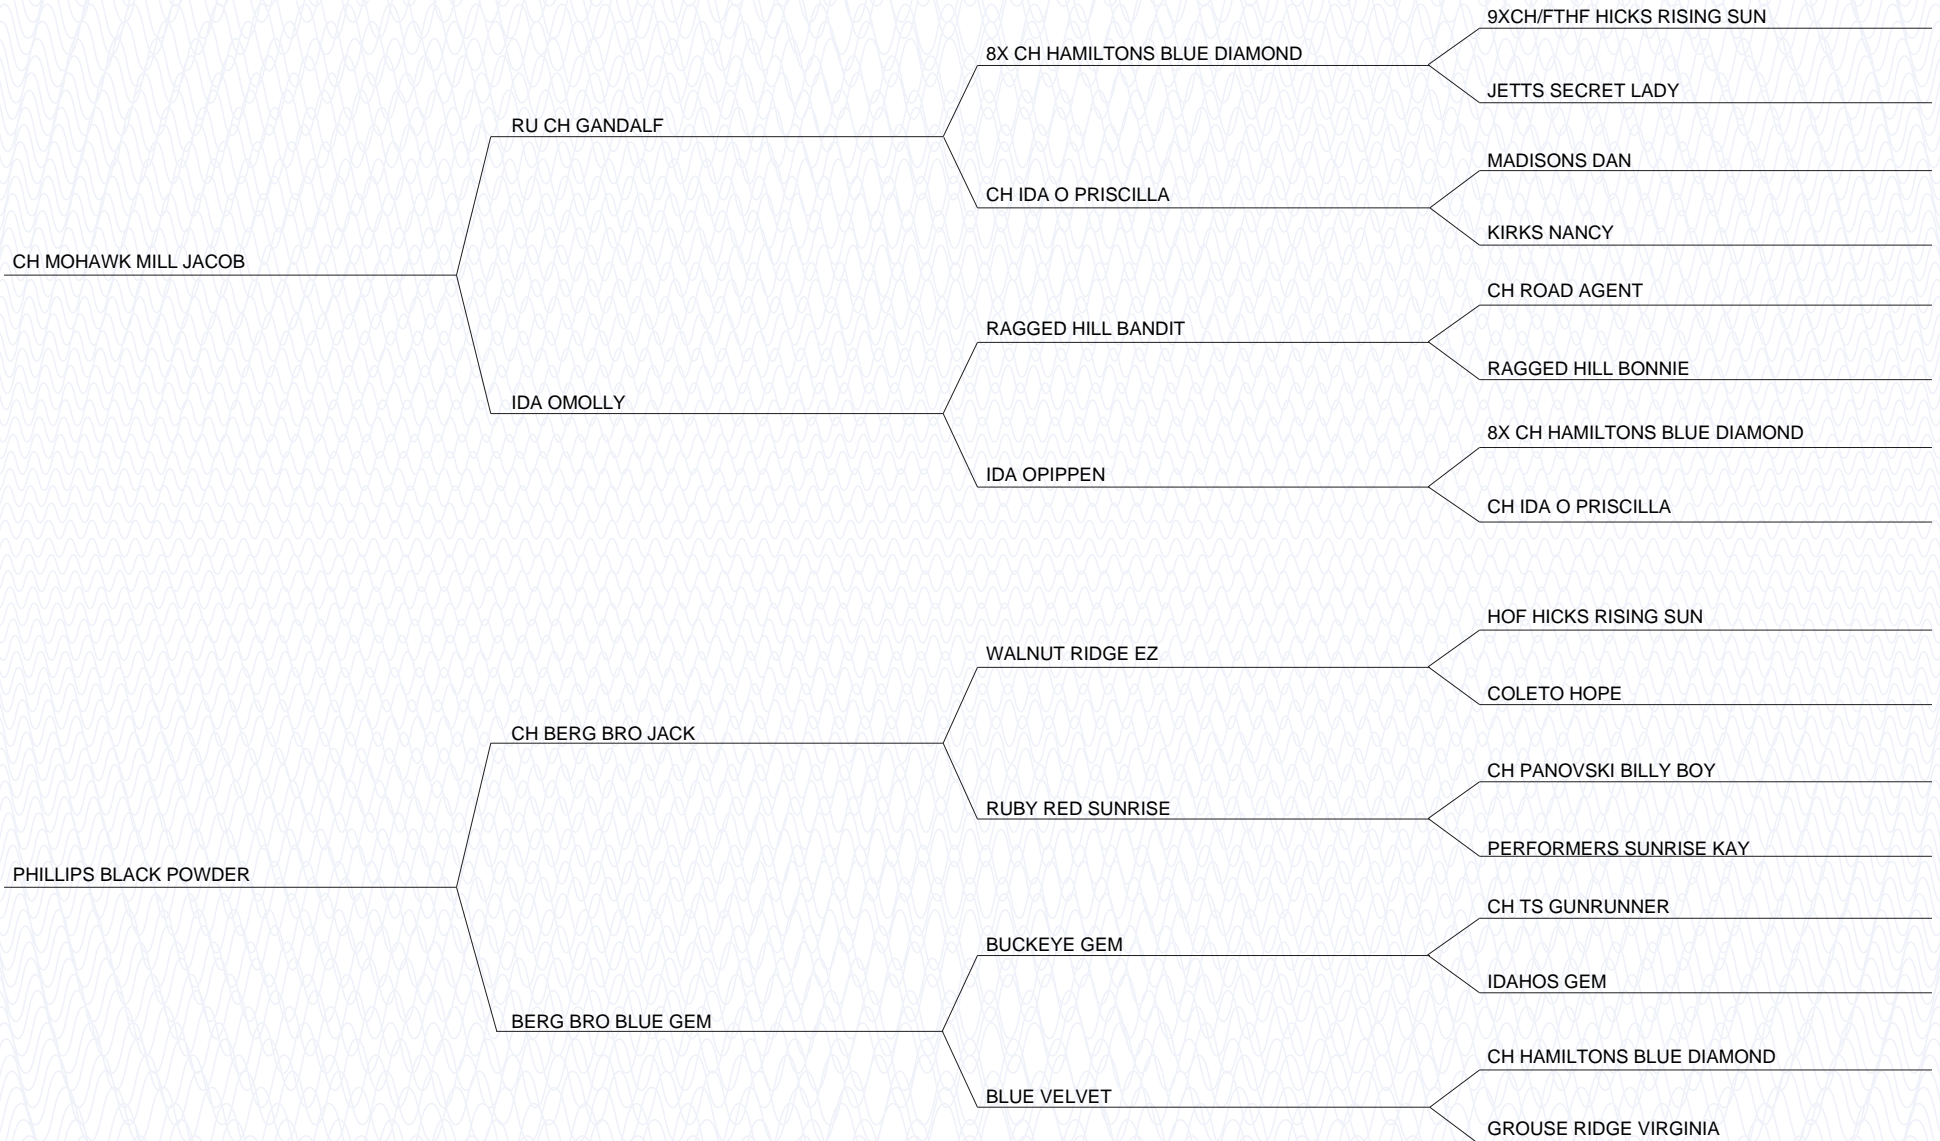 9XCH/FTHF HICKS RISING SUN
8X CH HAMILTONS BLUE DIAMOND
JETTS SECRET LADY
RU CH GANDALF
MADISONS DAN
CH IDA O PRISCILLA
KIRKS NANCY
CH MOHAWK MILL JACOB
CH ROAD AGENT
RAGGED HILL BANDIT
RAGGED HILL BONNIE
IDA OMOLLY
8X CH HAMILTONS BLUE DIAMOND
IDA OPIPPEN
CH IDA O PRISCILLA
HOF HICKS RISING SUN
WALNUT RIDGE EZ
COLETO HOPE
CH BERG BRO JACK
CH PANOVSKI BILLY BOY
RUBY RED SUNRISE
PERFORMERS SUNRISE KAY
PHILLIPS BLACK POWDER
CH TS GUNRUNNER
BUCKEYE GEM
IDAHOS GEM
BERG BRO BLUE GEM
CH HAMILTONS BLUE DIAMOND
BLUE VELVET
GROUSE RIDGE VIRGINIA